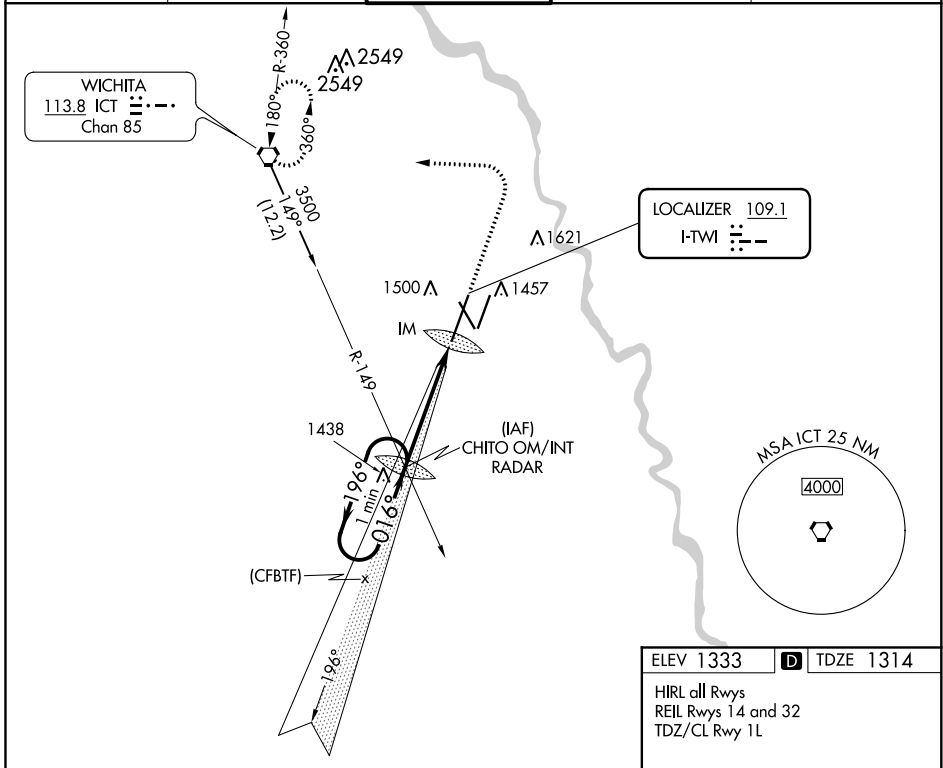 R-360
2549
2549
WICHITA
113.8 ICT
Chan 85
180°
360°
3500
149°
(12.2)
LOCALIZER 109.1
I-TWI
1621
1500
1457
IM
R-149
1438
(IAF)
CHITO OM/INT
RADAR
196°
1 min
016°
(CFBTF)
x
196°
MSA ICT 25 NM
4000
ELEV 1333 D TDZE 1314
HIRL all Rwys
REIL Rwys 14 and 32
TDZ/CL Rwy 1L